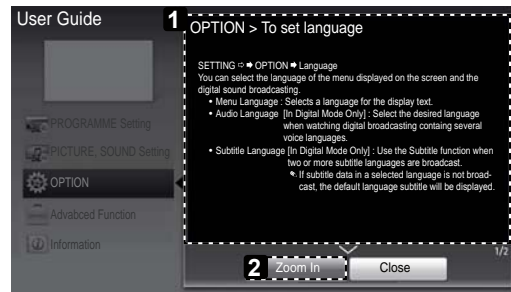 User Guide
1
OPTION > To set language
SETTING ⇨ ➡ OPTION ➡ Language
You can select the language of the menu displayed on the screen and the
digital sound broadcasting.
• Menu Language : Selects a language for the display text.
• Audio Language [In Digital Mode Only] : Select the desired language
when watching digital broadcasting containg several
voice languages.
• Subtitle Language [In Digital Mode Only] : Use the Subtitle function when
two or more subtitle languages are broadcast.
If subtitle data in a selected language is not broad-
cast, the default language subtitle will be displayed.
PROGRAMME Setting
PICTURE, SOUND Setting
OPTION
Advabced Function
Information
1/2
2
Zoom In
Close